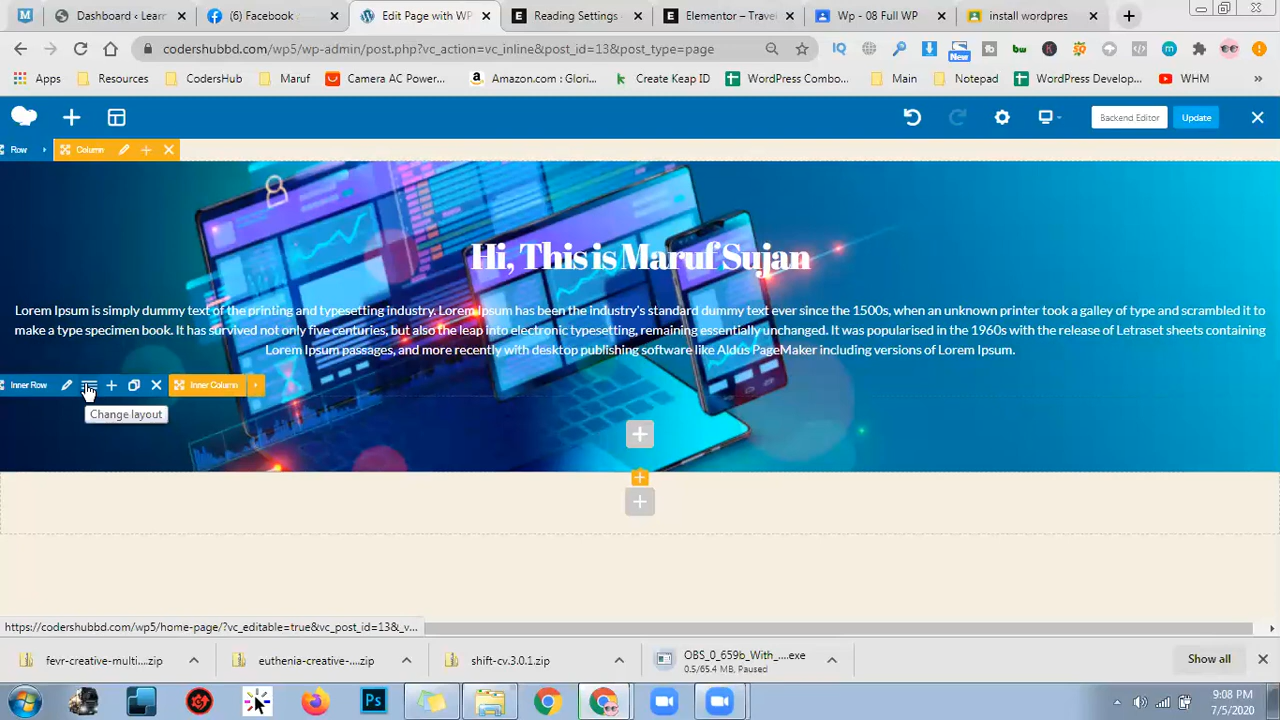 Dashboard ‹ Learn
(6) Facebook
Edit Page with WP
Reading Settings
Elementor – Trave
Wp - 08 Full WP
install wordpres
codershubbd.com/wp5/wp-admin/post.php?vc_action=vc_inline&post_id=13&post_type=page
New
Apps
Resources
CodersHub
Maruf
Camera AC Powe...
Amazon.com : Glori...
Create Keap ID
WordPress Combo...
Main
Notepad
WordPress Develop...
WHM
Backend Editor
Update
Row
Column
Hi, This is Maruf Sujan
Lorem Ipsum is simply dummy text of the printing and typesetting industry. Lorem Ipsum has been the industry's standard dummy text ever since the 1500s, when an unknown printer took a galley of type and scrambled it to
make a type specimen book. It has survived not only five centuries, but also the leap into electronic typesetting, remaining essentially unchanged. It was popularised in the 1960s with the release of Letraset sheets containing
Lorem Ipsum passages, and more recently with desktop publishing software like Aldus PageMaker including versions of Lorem Ipsum.
Inner Row
Inner Column
Change layout
https://codershubbd.com/wp5/home-page/?vc_editable=true&vc_post_id=13&_v...
fevr-creative-multi....zip
euthenia-creative-....zip
shift-cv.3.0.1.zip
OBS_0_659b_With_....exe
0.5/65.4 MB, Paused
Show all
9:08 PM
7/5/2020